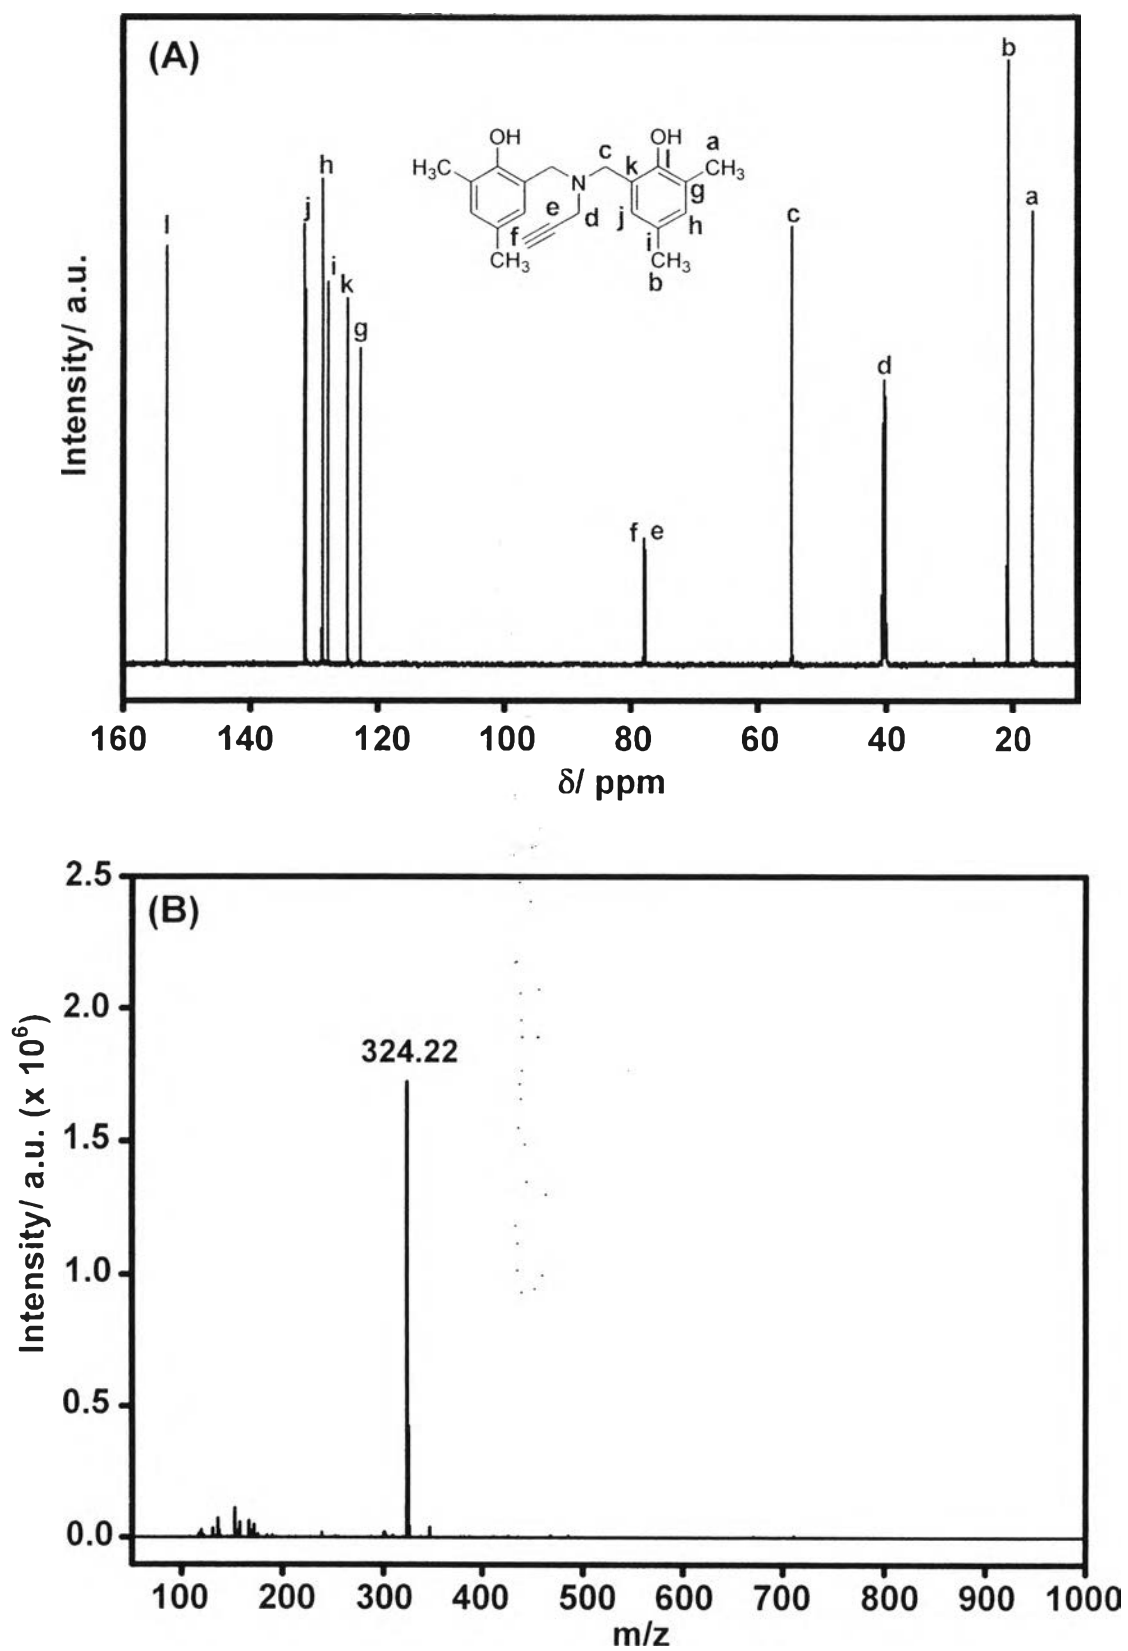 (A)
b
h
OH
OH
a
H₃C
c
l
CH₃
k
N
g
a
l
j
e
c
d
j
h
i
f
i
k
CH₃
CH₃
g
b
d
f e
Intensity/ a.u.
160 140 120 100 80 60 40 20
δ/ ppm
2.5
(B)
2.0
324.22
1.5
1.0
0.5
0.0
Intensity/ a.u. (x 10⁶)
100 200 300 400 500 600 700 800 900 1000
m/z